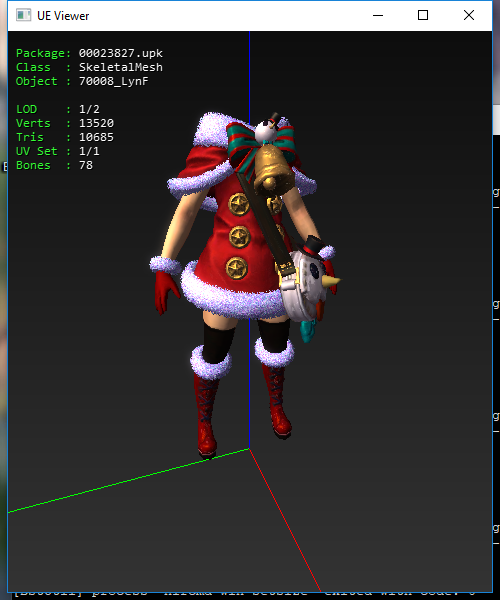 UE Viewer
Package: 00023827.upk
Class : SkeletalMesh
Object : 70008_LynF
LOD : 1/2
Verts : 13520
Tris : 10685
UV Set : 1/1
Bones : 78